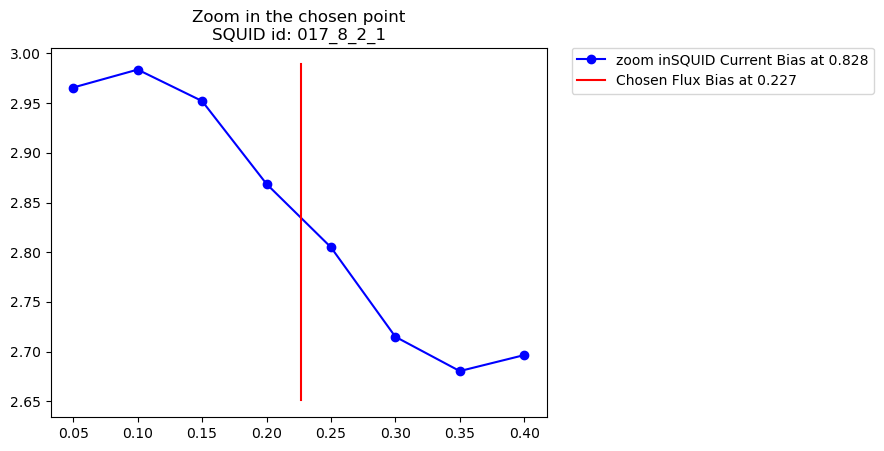 Zoom in the chosen point
SQUID id: 017_8_2_1
zoom inSQUID Current Bias at 0.828
Chosen Flux Bias at 0.227
3.00
2.95
2.90
2.85
2.80
2.75
2.70
2.65
0.05 0.10 0.15 0.20 0.25 0.30 0.35 0.40